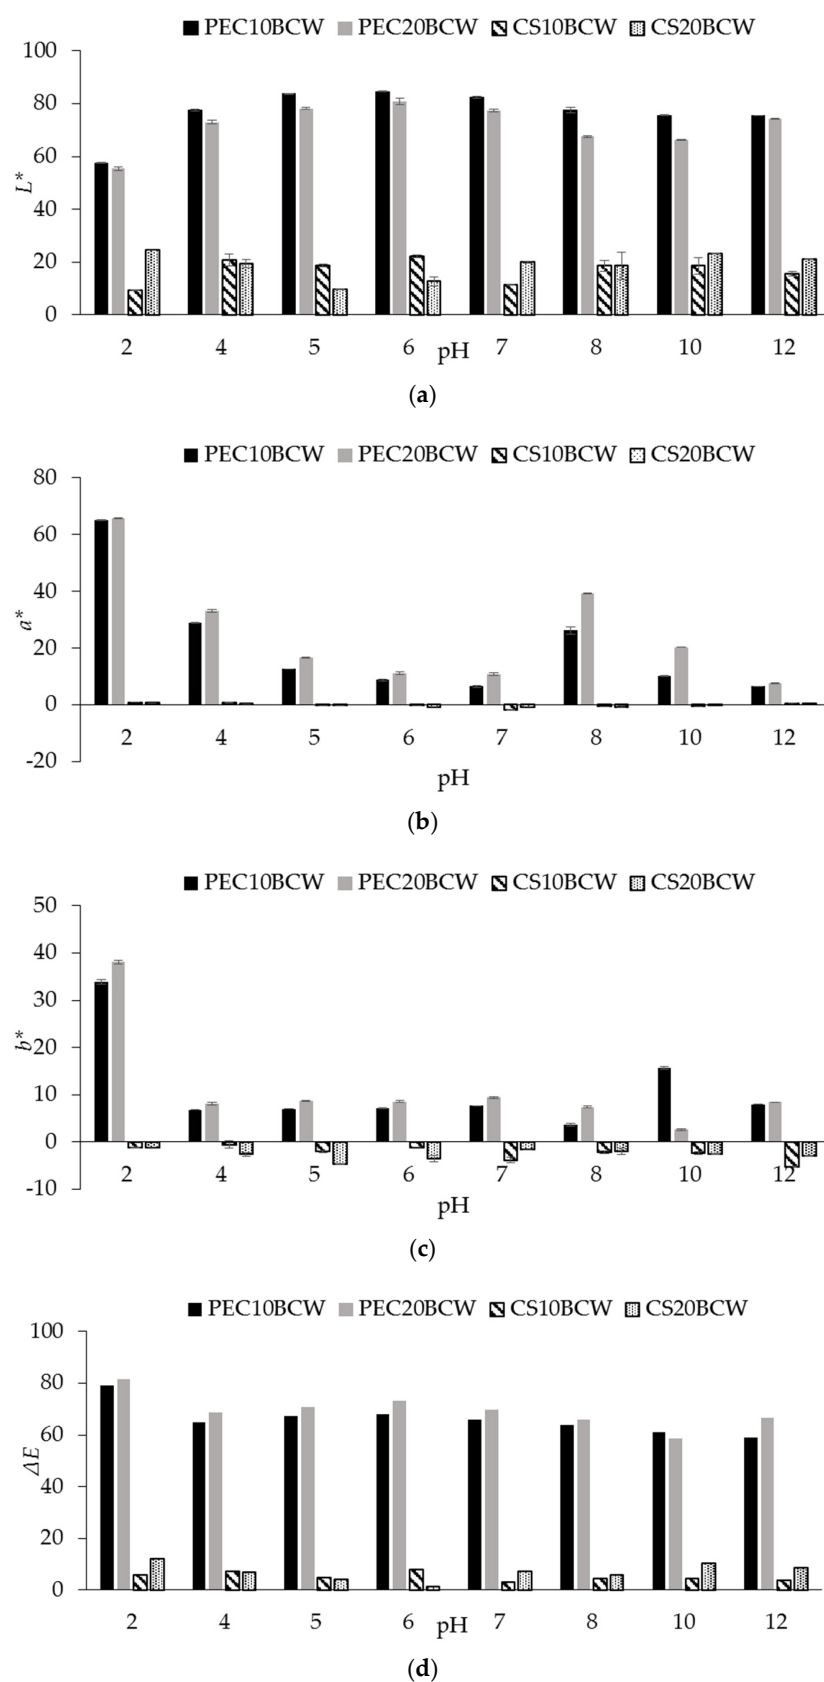 PEC10BCW PEC20BCW CS10BCW CS20BCW
100
80
60
40
20
0
L*
2 4 5 6 7 8 10 12
pH
(a)
PEC10BCW PEC20BCW CS10BCW CS20BCW
80
60
40
20
0
-20
a*
2 4 5 6 7 8 10 12
pH
(b)
PEC10BCW PEC20BCW CS10BCW CS20BCW
50
40
30
20
10
0
-10
b*
2 4 5 6 7 8 10 12
pH
(c)
PEC10BCW PEC20BCW CS10BCW CS20BCW
100
80
60
40
20
0
ΔE
2 4 5 6 7 8 10 12
pH
(d)